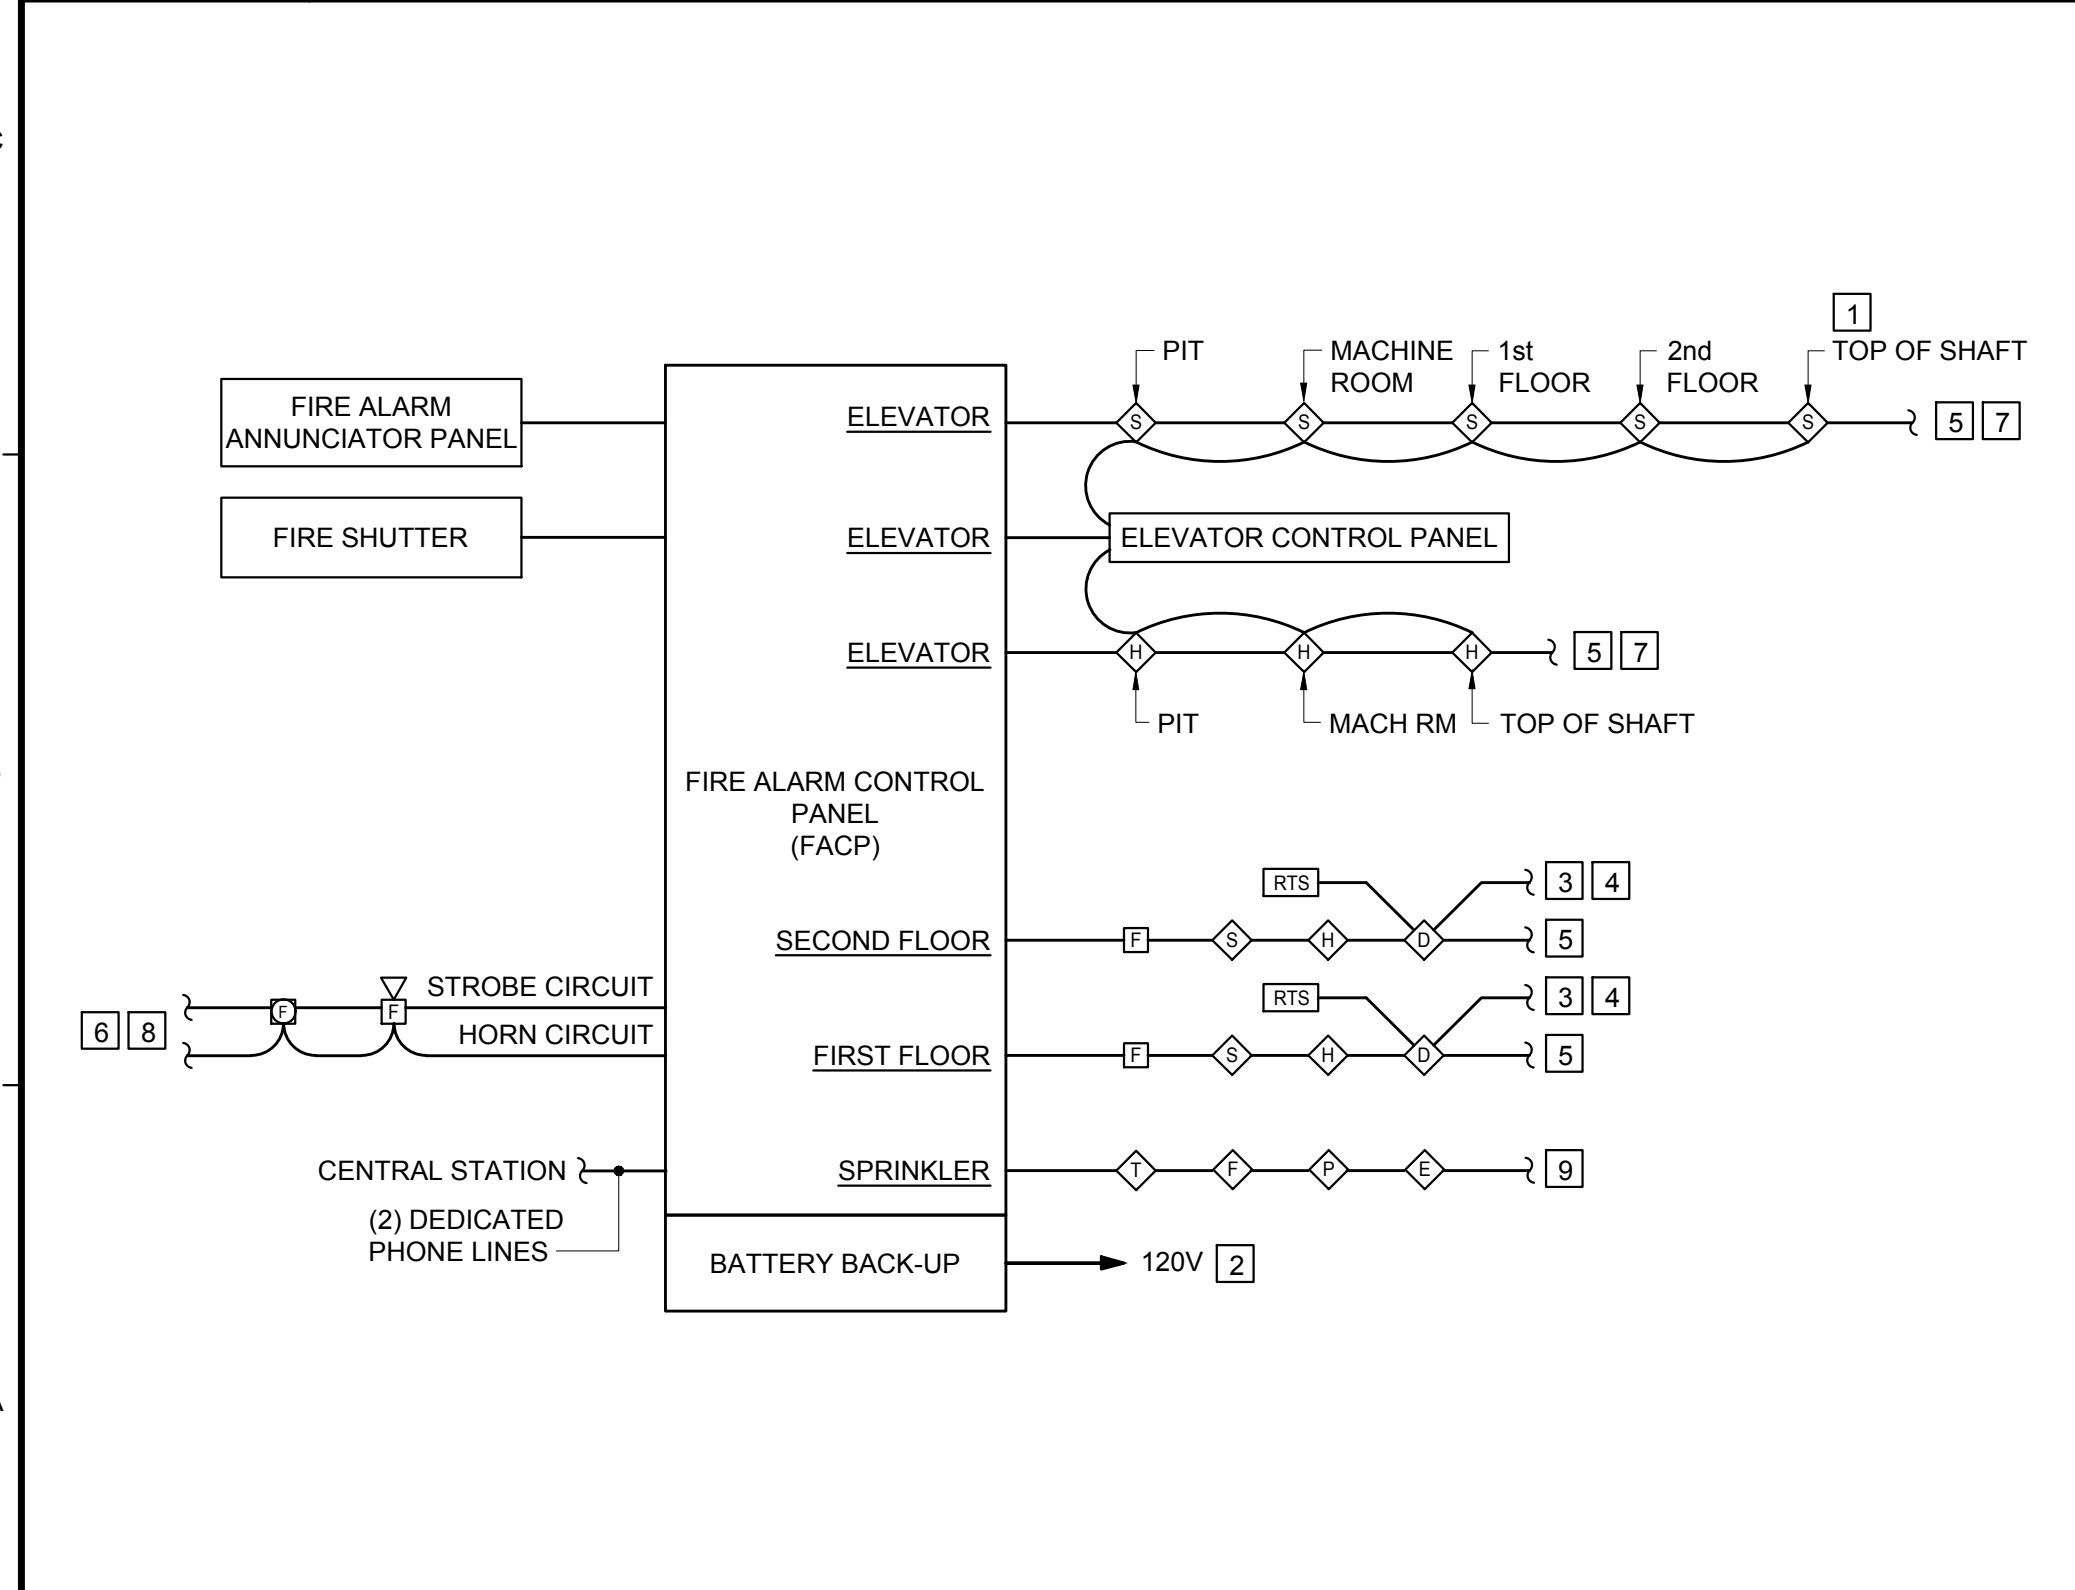 1
PIT
MACHINE
ROOM
1st
FLOOR
2nd
FLOOR
TOP OF SHAFT
FIRE ALARM
ANNUNCIATOR PANEL
ELEVATOR
S
S
S
S
S
5 7
FIRE SHUTTER
ELEVATOR
ELEVATOR CONTROL PANEL
ELEVATOR
H
H
H
5 7
PIT
MACH RM
TOP OF SHAFT
FIRE ALARM CONTROL
PANEL
(FACP)
RTS
3 4
SECOND FLOOR
F
S
H
D
5
RTS
3 4
STROBE CIRCUIT
F
F
6 8
HORN CIRCUIT
FIRST FLOOR
F
S
H
D
5
CENTRAL STATION
SPRINKLER
T
F
P
E
9
(2) DEDICATED
PHONE LINES
BATTERY BACK-UP
120V 2